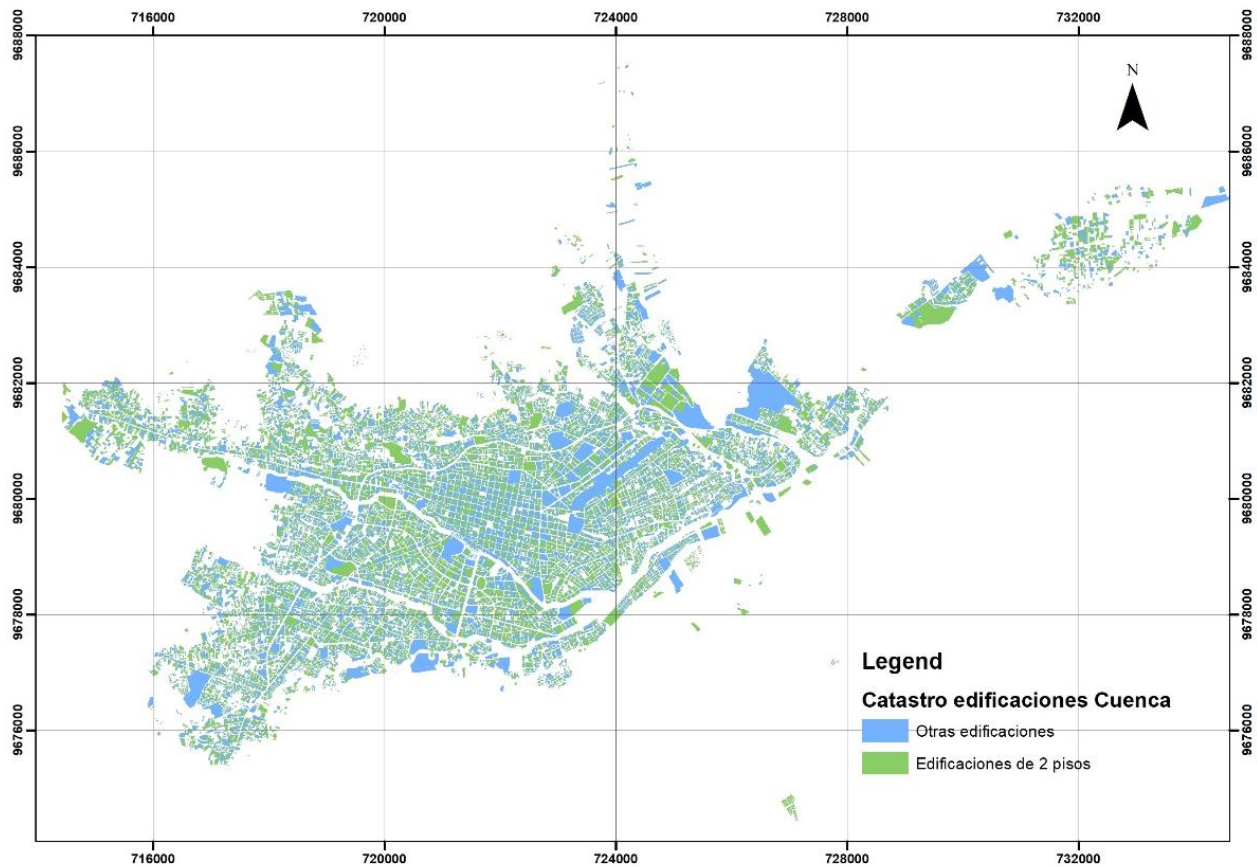 716000 720000 724000 728000 732000
9688000 9688000
N
9686000 9686000
9684000 9684000
9682000 9682000
9680000 9680000
9678000 9678000
Legend
Catastro edificaciones Cuenca
9676000 9676000
Otras edificaciones
Edificaciones de 2 pisos
716000 720000 724000 728000 732000